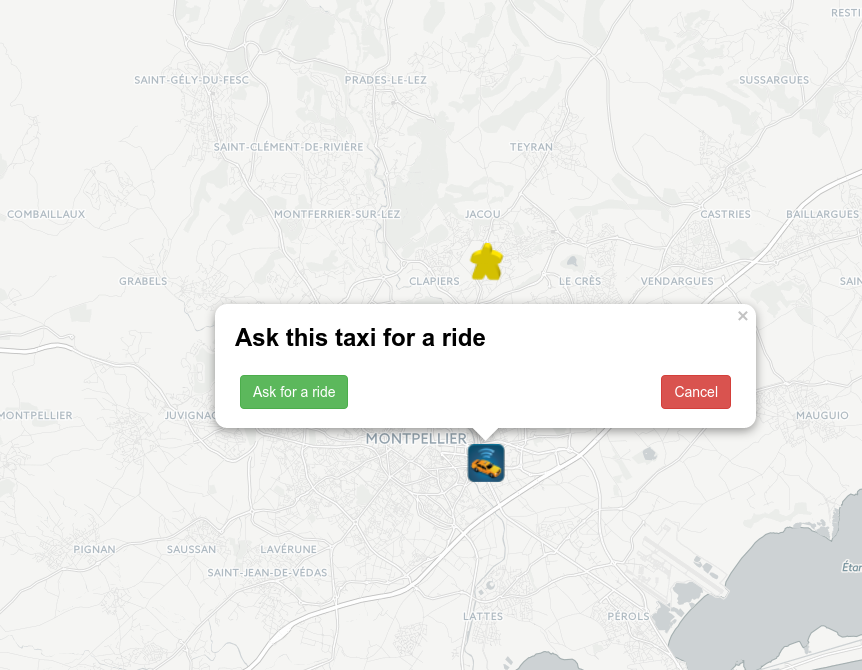 RESTI
SAINT-GÉLY-DU-FESC
PRADES-LE-LEZ
SUSSARGUES
SAINT-CLÉMENT-DE-RIVIÈRE
TEYRAN
COMBAILLAUX
MONTFERRIER-SUR-LEZ
JACOU
CASTRIES
BAILLARGUES
GRABELS
CLAPIERS
LE CRÈS
VENDARGUES
SAIN
×
Ask this taxi for a ride
Ask for a ride
Cancel
MONTPELLIER
JUVIGNAC
MAUGUIO
MONTPELLIER
PIGNAN
SAUSSAN
LAVÉRUNE
SAINT-JEAN-DE-VÉDAS
Étan
LATTES
PÉROLS